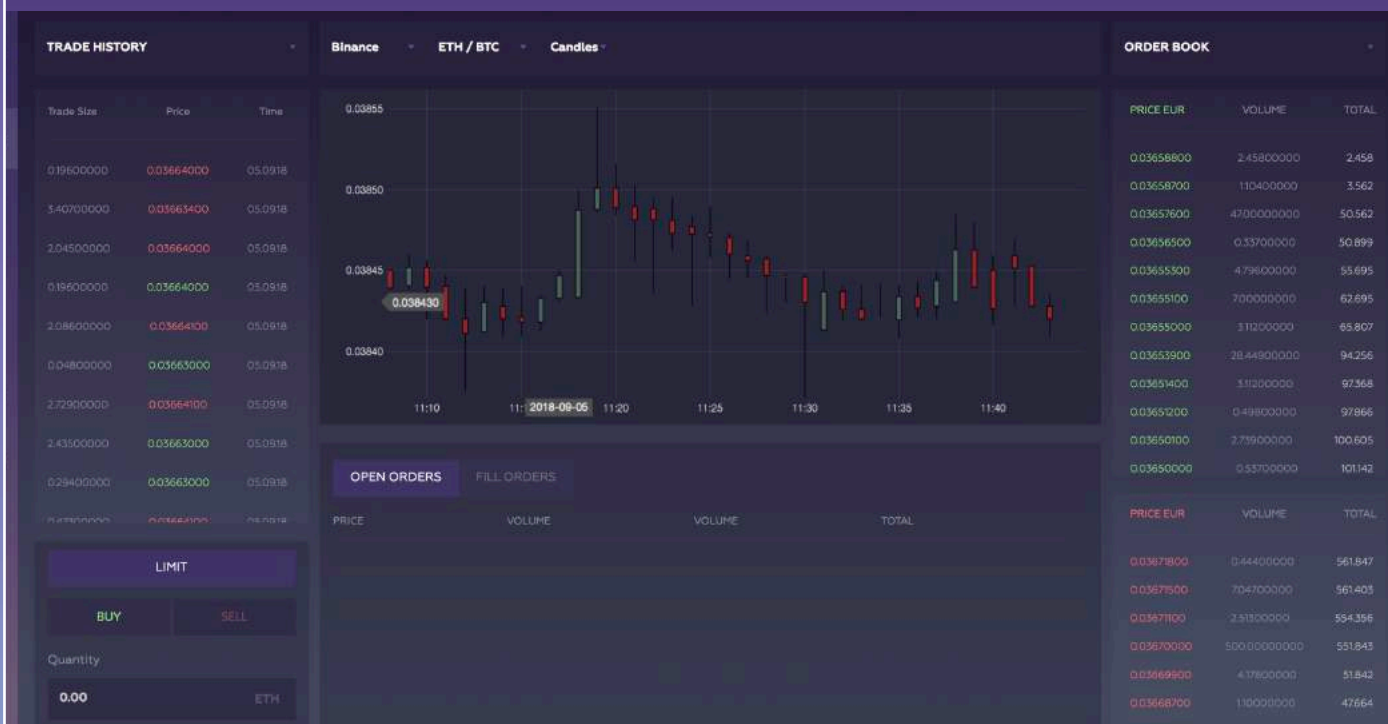 TRADE HISTORY
Trade Size Price Time
0.19600000 0.03664000 05.09.18
3.40700000 0.03663400 05.09.18
2.04500000 0.03664000 05.09.18
0.19600000 0.03664000 05.09.18
2.08600000 0.03664100 05.09.18
0.04800000 0.03663000 05.09.18
2.72900000 0.03664100 05.09.18
2.43500000 0.03663000 05.09.18
0.29400000 0.03663000 05.09.18
LIMIT
BUY SELL
Quantity
0.00 ETH
Binance ETH / BTC Candles
0.03855
0.03850
0.03845
0.038430
0.03840
11:10 11: 2018-09-05 11:20 11:25 11:30 11:35 11:40
OPEN ORDERS FILL ORDERS
PRICE VOLUME VOLUME TOTAL
ORDER BOOK
PRICE EUR VOLUME TOTAL
0.03658800 2.45800000 2.458
0.03658700 1.10400000 3.562
0.03657600 47.00000000 50.562
0.03656500 0.33700000 50.899
0.03655300 4.79600000 55.695
0.03655100 7.00000000 62.695
0.03655000 3.11200000 65.807
0.03653900 28.44900000 94.256
0.03651400 3.11200000 97.368
0.03651200 0.49800000 97.866
0.03650100 2.73900000 100.605
0.03650000 0.53700000 101.142
PRICE EUR VOLUME TOTAL
0.03671800 0.44400000 561.847
0.03671500 7.04700000 561.403
0.03671100 2.51300000 554.356
0.03670000 500.00000000 551.843
0.03669900 4.17800000 51.842
0.03668700 1.10000000 47.664